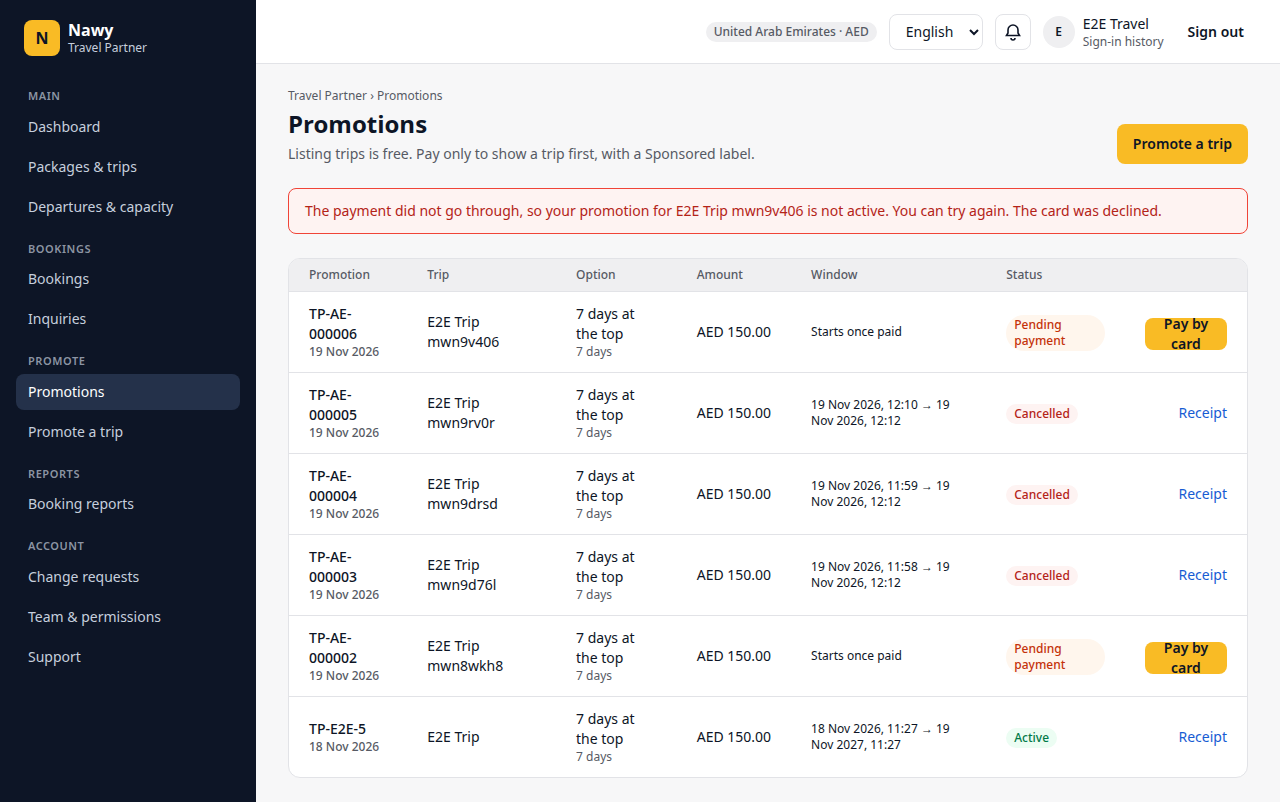 N
Nawy
Travel Partner
United Arab Emirates · AED
English
E
E2E Travel
Sign-in history
Sign out
MAIN
Dashboard
Packages & trips
Departures & capacity
BOOKINGS
Bookings
Inquiries
PROMOTE
Promotions
Promote a trip
REPORTS
Booking reports
ACCOUNT
Change requests
Team & permissions
Support
Travel Partner › Promotions
Promotions
Listing trips is free. Pay only to show a trip first, with a Sponsored label.
Promote a trip
The payment did not go through, so your promotion for E2E Trip mwn9v406 is not active. You can try again. The card was declined.
Promotion Trip Option Amount Window Status
TP-AE-
000006
19 Nov 2026
E2E Trip
mwn9v406
7 days at
the top
7 days
AED 150.00
Starts once paid
Pending
payment
Pay by
card
TP-AE-
000005
19 Nov 2026
E2E Trip
mwn9rv0r
7 days at
the top
7 days
AED 150.00
19 Nov 2026, 12:10 → 19
Nov 2026, 12:12
Cancelled
Receipt
TP-AE-
000004
19 Nov 2026
E2E Trip
mwn9drsd
7 days at
the top
7 days
AED 150.00
19 Nov 2026, 11:59 → 19
Nov 2026, 12:12
Cancelled
Receipt
TP-AE-
000003
19 Nov 2026
E2E Trip
mwn9d76l
7 days at
the top
7 days
AED 150.00
19 Nov 2026, 11:58 → 19
Nov 2026, 12:12
Cancelled
Receipt
TP-AE-
000002
19 Nov 2026
E2E Trip
mwn8wkh8
7 days at
the top
7 days
AED 150.00
Starts once paid
Pending
payment
Pay by
card
TP-E2E-5
18 Nov 2026
E2E Trip
7 days at
the top
7 days
AED 150.00
18 Nov 2026, 11:27 → 19
Nov 2027, 11:27
Active
Receipt